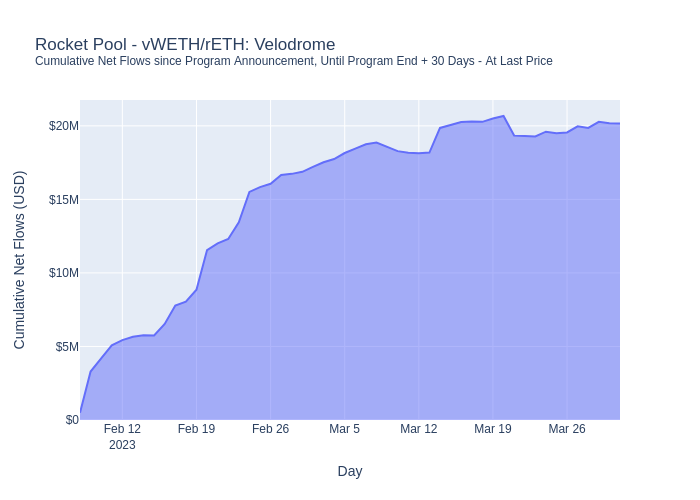 Rocket Pool - vWETH/rETH: Velodrome
Cumulative Net Flows since Program Announcement, Until Program End + 30 Days - At Last Price
Cumulative Net Flows (USD)
$20M
$15M
$10M
$5M
$0
Feb 12
2023
Feb 19
Feb 26
Mar 5
Mar 12
Mar 19
Mar 26
Day